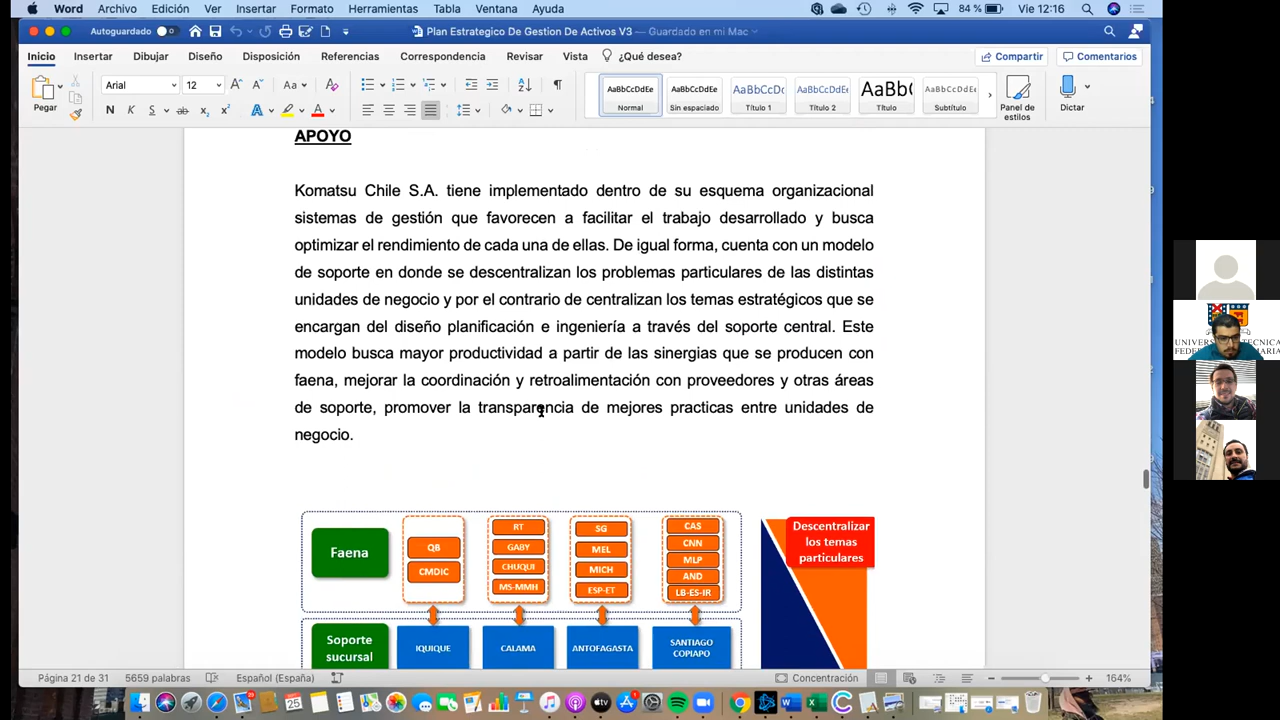 Word Archivo Edición Ver Insertar Formato Herramientas Tabla Ventana Ayuda 84 % Vie 12:16
Autoguardado Plan Estrategico De Gestion De Activos V3 — Guardado en mi Mac
Inicio Insertar Dibujar Diseño Disposición Referencias Correspondencia Revisar Vista ¿Qué desea? Compartir Comentarios
Pegar Arial 12 Aa
N K S ab x x A A
AaBbCcDdEe AaBbCcDdEe AaBbCcDc AaBbCcDdEe AaBb( AaBbCcDdEe
Normal Sin espaciado Título 1 Título 2 Título Subtítulo Panel de estilos Dictar
APOYO
Komatsu Chile S.A. tiene implementado dentro de su esquema organizacional
sistemas de gestión que favorecen a facilitar el trabajo desarrollado y busca
optimizar el rendimiento de cada una de ellas. De igual forma, cuenta con un modelo
de soporte en donde se descentralizan los problemas particulares de las distintas
unidades de negocio y por el contrario de centralizan los temas estratégicos que se
encargan del diseño planificación e ingeniería a través del soporte central. Este
modelo busca mayor productividad a partir de las sinergias que se producen con
faena, mejorar la coordinación y retroalimentación con proveedores y otras áreas
de soporte, promover la transparencia de mejores practicas entre unidades de
negocio.
Faena
QB
CMDIC
RT
GABY
CHUQUI
MS-MMH
SG
MEL
MICH
ESP-ET
CAS
CNN
MLP
AND
LB-ES-IR
Descentralizar
los temas
particulares
Soporte
sucursal
IQUIQUE
CALAMA
ANTOFAGASTA
SANTIAGO
COPIAPO
Página 21 de 31 5659 palabras Español (España) Concentración 164%